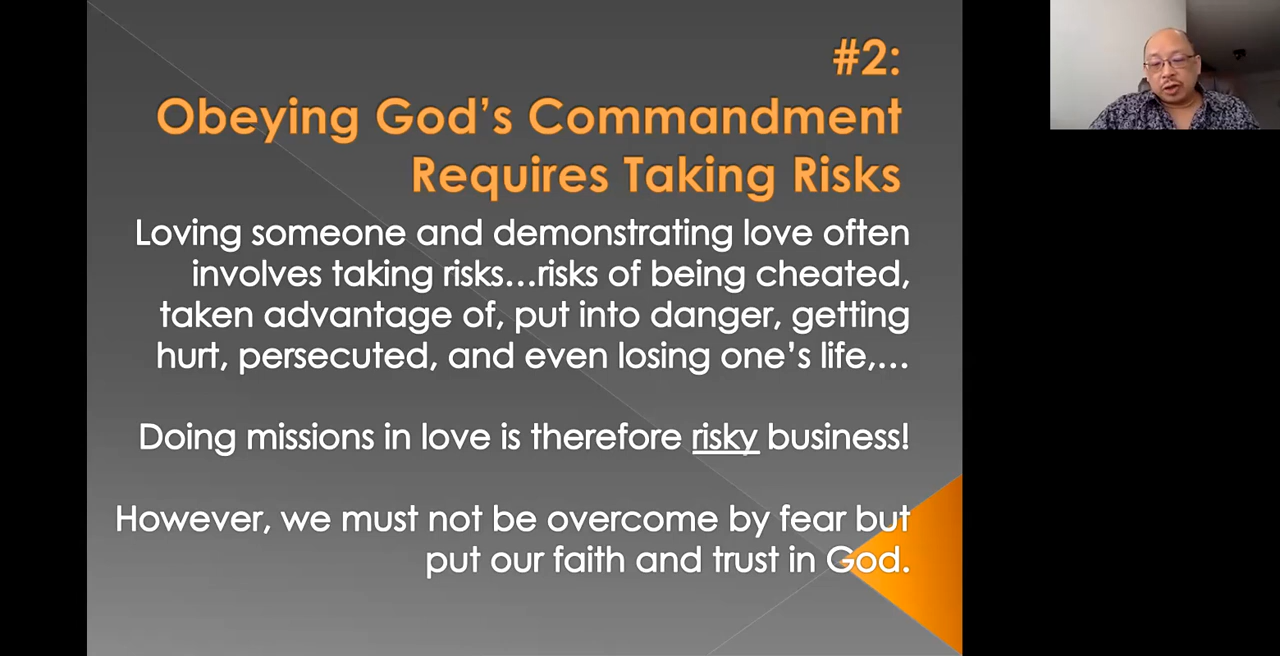 #2:
Obeying God’s Commandment
Requires Taking Risks
Loving someone and demonstrating love often
involves taking risks...risks of being cheated,
taken advantage of, put into danger, getting
hurt, persecuted, and even losing one’s life,...
Doing missions in love is therefore risky business!
However, we must not be overcome by fear but
put our faith and trust in God.